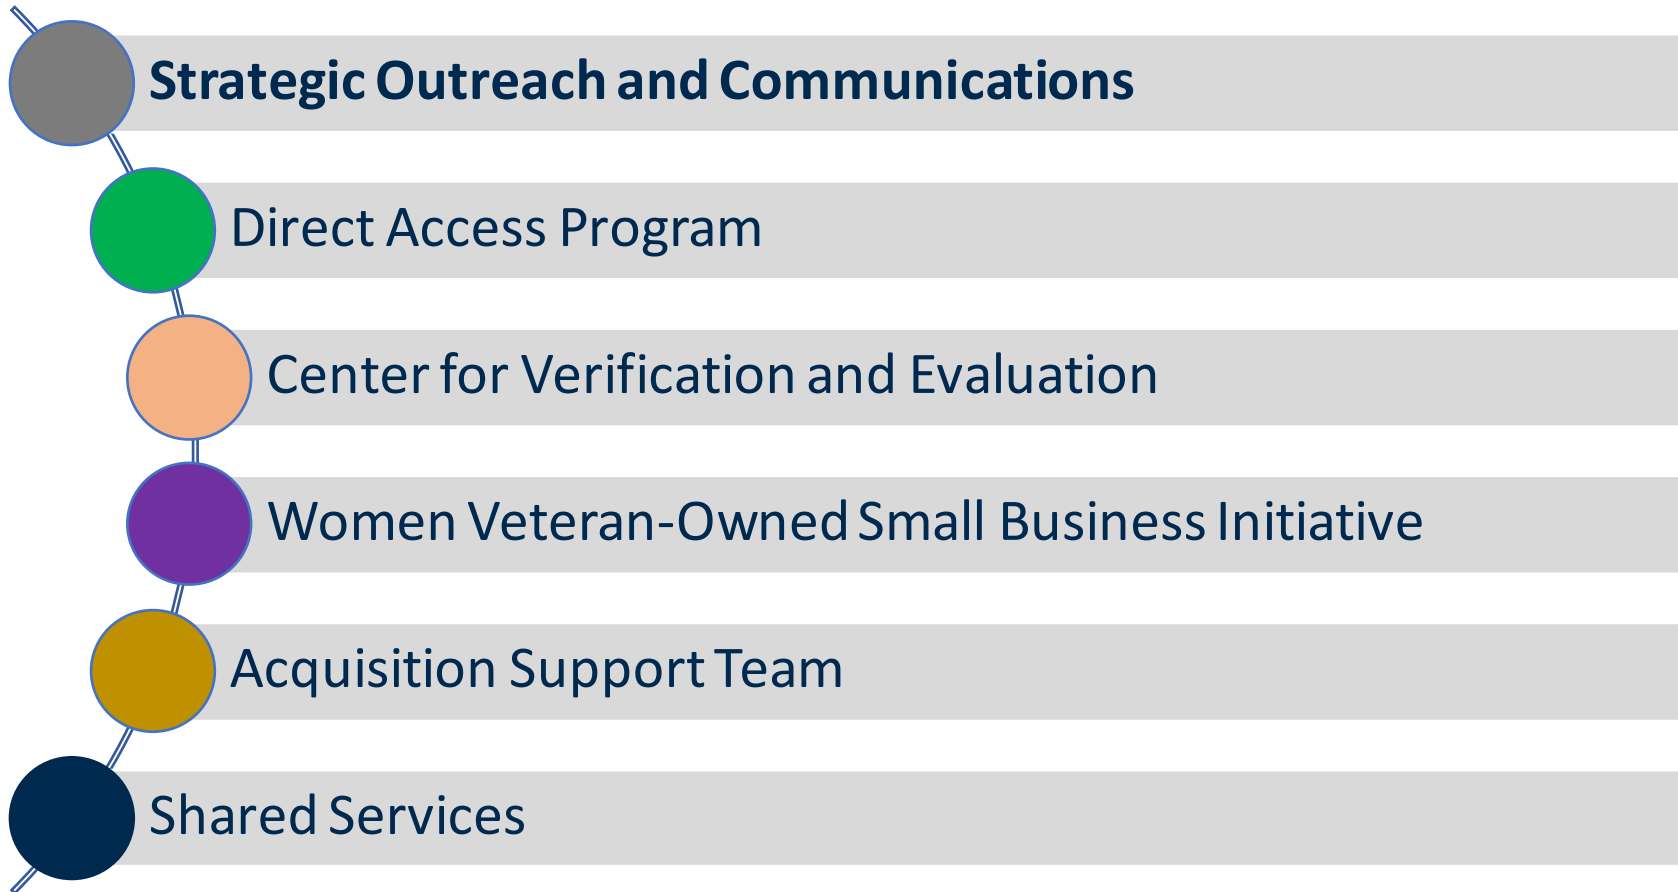 Strategic Outreach and Communications
Direct Access Program
Center for Verification and Evaluation
Women Veteran-Owned Small Business Initiative
Acquisition Support Team
Shared Services